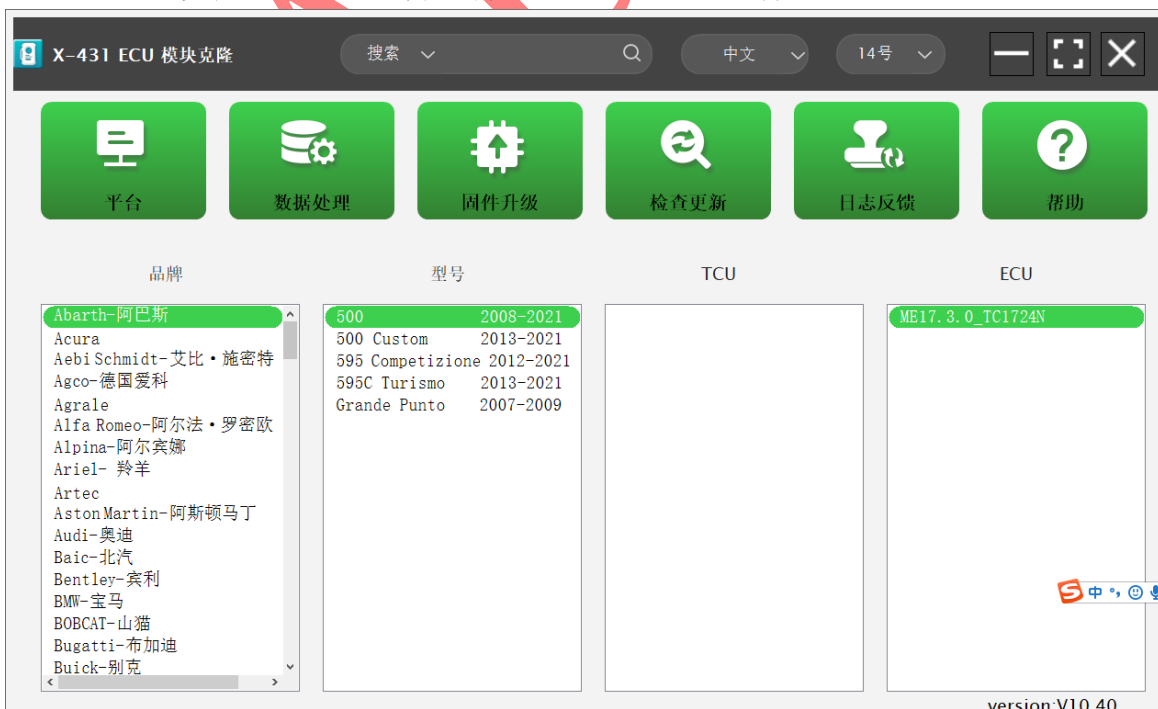 X-431 ECU 模块克隆
搜索
中文
14号
平台
数据处理
固件升级
检查更新
日志反馈
帮助
品牌
型号
TCU
ECU
Abarth-阿巴斯
Acura
Aebi Schmidt-艾比·施密特
Agco-德国爱科
Agrale
Alfa Romeo-阿尔法·罗密欧
Alpina-阿尔宾娜
Ariel- 羚羊
Artec
Aston Martin-阿斯顿马丁
Audi-奥迪
Baic-北汽
Bentley-宾利
BMW-宝马
BOBCAT-山猫
Bugatti-布加迪
Buick-别克
500 2008-2021
500 Custom 2013-2021
595 Competizione 2012-2021
595C Turismo 2013-2021
Grande Punto 2007-2009
ME17.3.0_TC1724N
中
version:V10.40